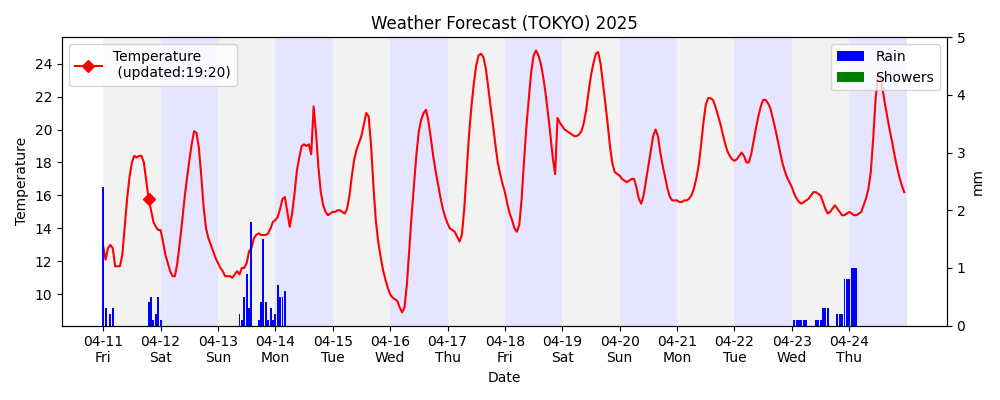 Weather Forecast (TOKYO) 2025
Temperature
(updated:19:20)
Rain
Showers
Temperature
24
22
20
18
16
14
12
10
5
4
3
2
1
0
mm
04-11 04-12 04-13 04-14 04-15 04-16 04-17 04-18 04-19 04-20 04-21 04-22 04-23 04-24
Fri Sat Sun Mon Tue Wed Thu Fri Sat Sun Mon Tue Wed Thu
Date